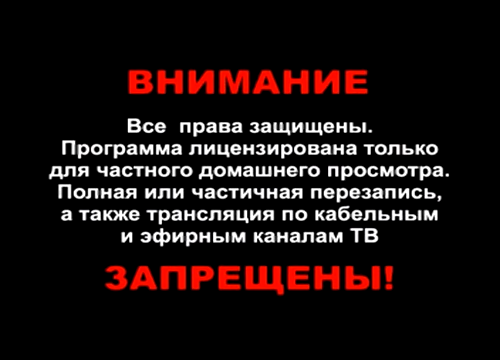 ВНИМАНИЕ
Все права защищены.
Программа лицензирована только
для частного домашнего просмотра.
Полная или частичная перезапись,
а также трансляция по кабельным
и эфирным каналам ТВ
ЗАПРЕЩЕНЫ!